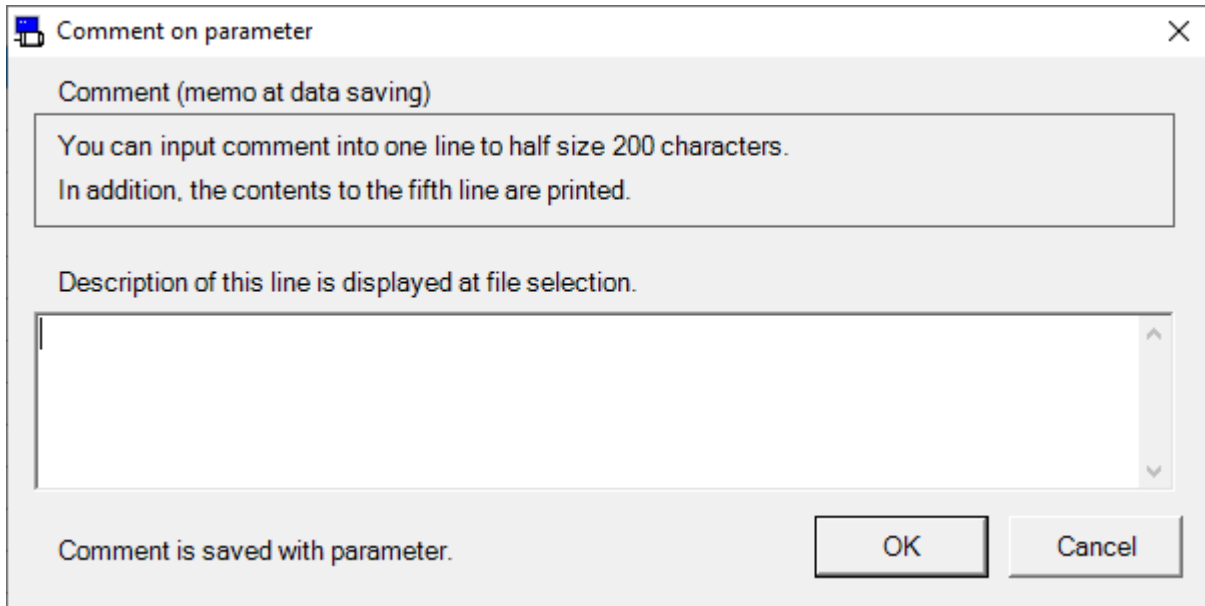 Comment on parameter
Comment (memo at data saving)
You can input comment into one line to half size 200 characters.
In addition, the contents to the fifth line are printed.
Description of this line is displayed at file selection.
Comment is saved with parameter.
OK
Cancel